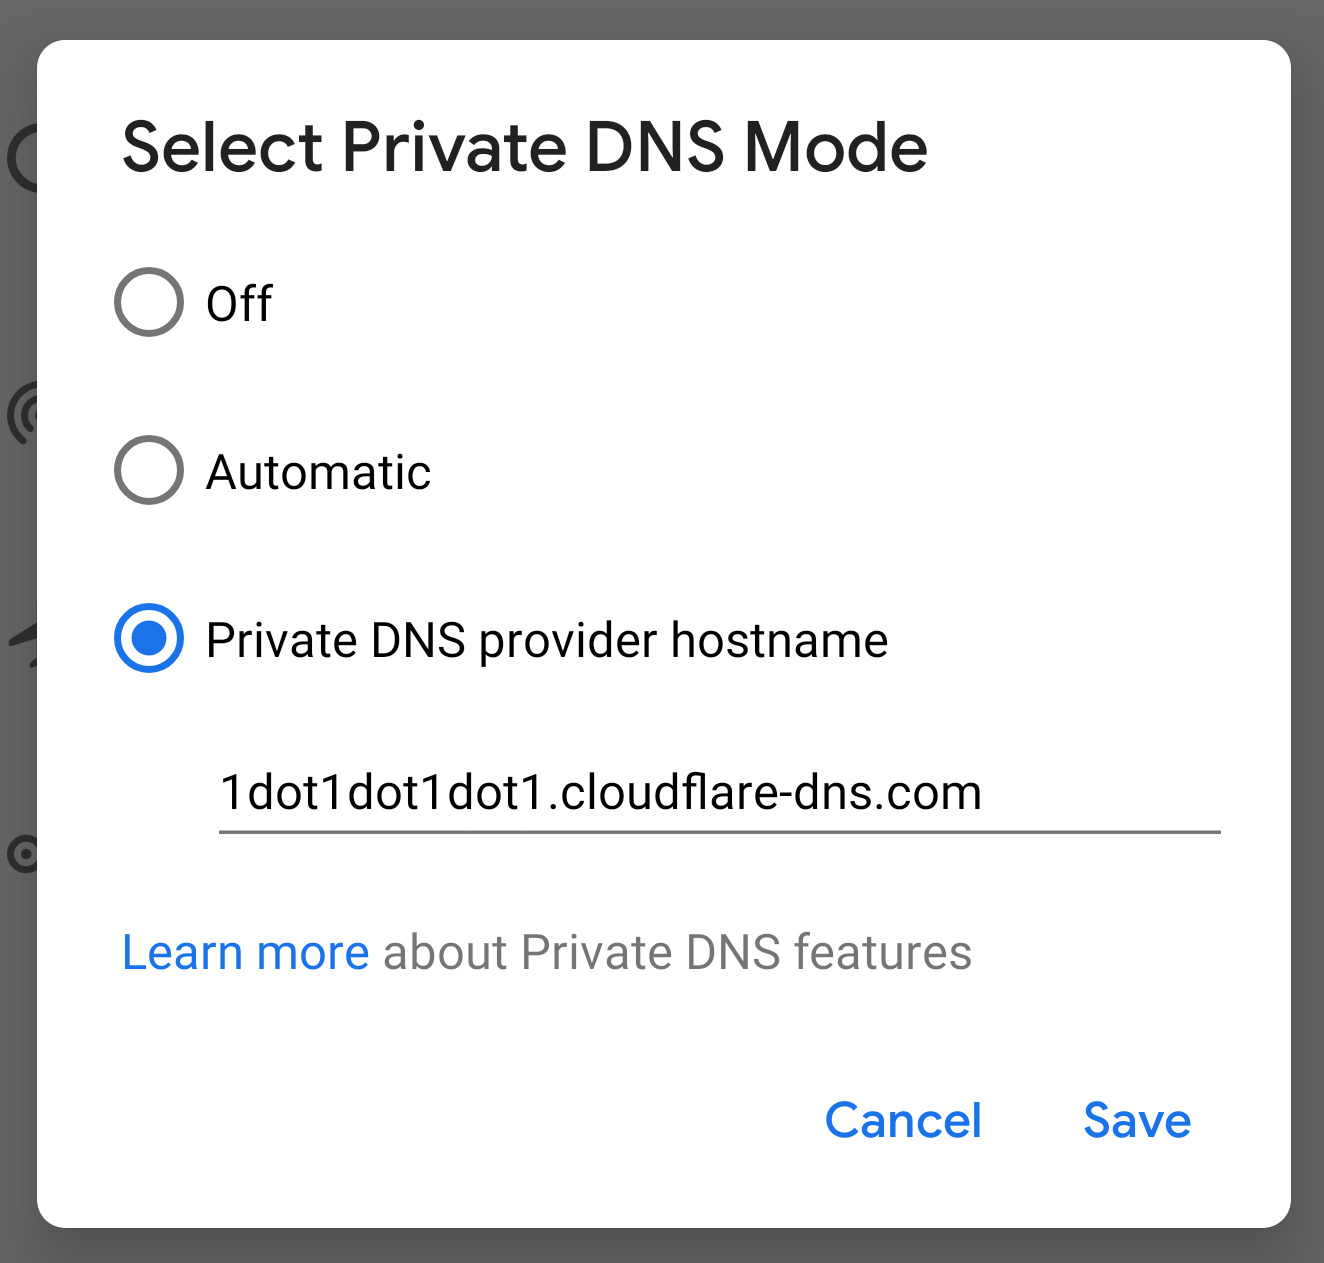 Select Private DNS Mode
Off
Automatic
Private DNS provider hostname
1dot1dot1dot1.cloudflare-dns.com
Learn more about Private DNS features
Cancel Save